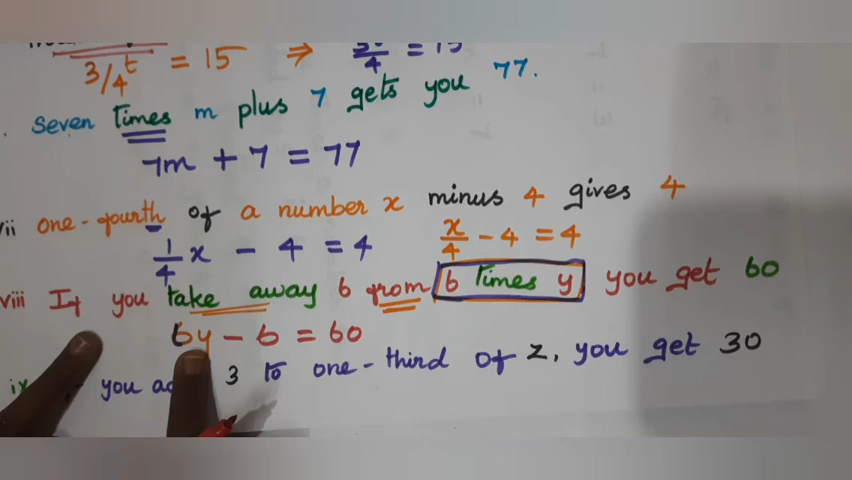 3/4 t = 15 ⇒ 30/4 = 15
Seven Times m plus 7 gets you 77.
7m + 7 = 77
vii one-fourth of a number x minus 4 gives 4
1/4 x - 4 = 4 x/4 - 4 = 4
viii If you take away 6 from 6 Times y you get 60
6y - 6 = 60
ix you 3 to one-third of z, you get 30